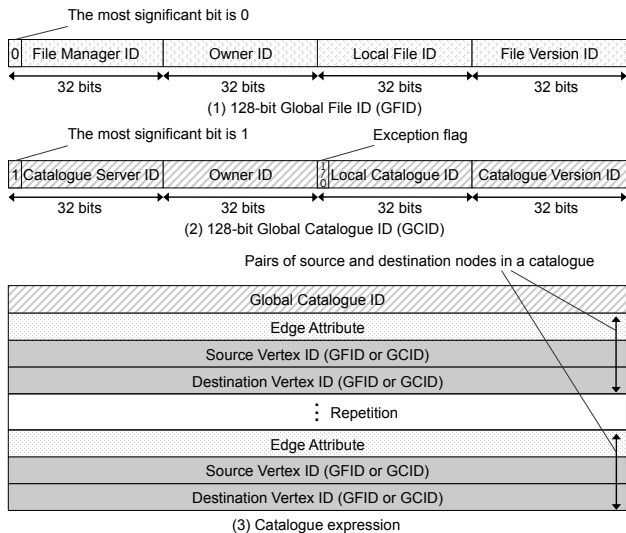 The most significant bit is 0
0 File Manager ID Owner ID Local File ID File Version ID
32 bits 32 bits 32 bits 32 bits
(1) 128-bit Global File ID (GFID)
The most significant bit is 1 Exception flag
1 Catalogue Server ID Owner ID 1/0 Local Catalogue ID Catalogue Version ID
32 bits 32 bits 32 bits 32 bits
(2) 128-bit Global Catalogue ID (GCID)
Pairs of source and destination nodes in a catalogue
Global Catalogue ID
Edge Attribute
Source Vertex ID (GFID or GCID)
Destination Vertex ID (GFID or GCID)
⋮ Repetition
Edge Attribute
Source Vertex ID (GFID or GCID)
Destination Vertex ID (GFID or GCID)
(3) Catalogue expression